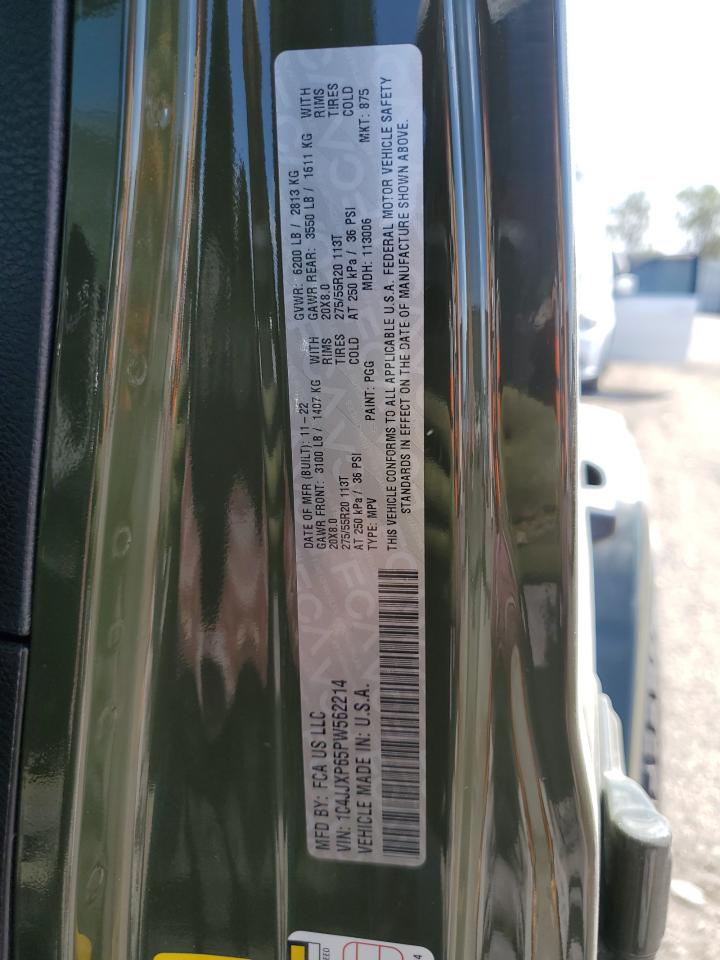 MFD BY: FCA US LLC
VIN: 1C4JJXP65PW562214
VEHICLE MADE IN: U.S.A.
DATE OF MFR (BUILT): 11-22 GVWR: 6200 LB / 2813 KG WITH
GAWR FRONT: 3100 LB / 1407 KG WITH GAWR REAR: 3550 LB / 1611 KG RIMS
20X8.0 RIMS 20X8.0 TIRES
275/55R20 113T TIRES 275/55R20 113T COLD
AT 250 kPa / 36 PSI COLD AT 250 kPa / 36 PSI
TYPE: MPV PAINT: PGG MDH: 113006 MKT: 875
THIS VEHICLE CONFORMS TO ALL APPLICABLE U.S.A. FEDERAL MOTOR VEHICLE SAFETY
STANDARDS IN EFFECT ON THE DATE OF MANUFACTURE SHOWN ABOVE.